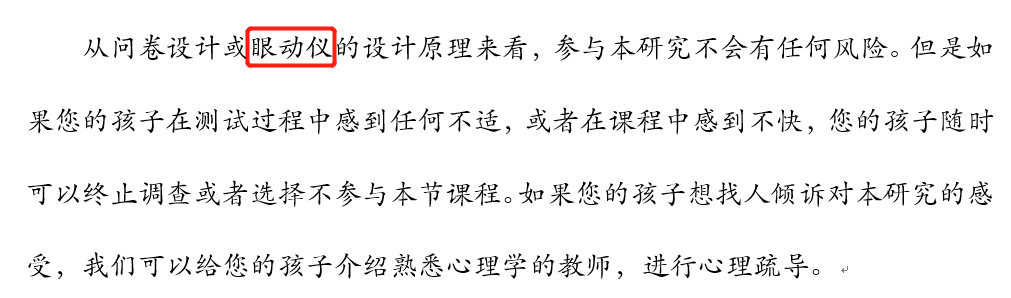 从问卷设计或眼动仪的设计原理来看，参与本研究不会有任何风险。但是如
果您的孩子在测试过程中感到任何不适，或者在课程中感到不快，您的孩子随时
可以终止调查或者选择不参与本节课程。如果您的孩子想找人倾诉对本研究的感
受，我们可以给您的孩子介绍熟悉心理学的教师，进行心理疏导。